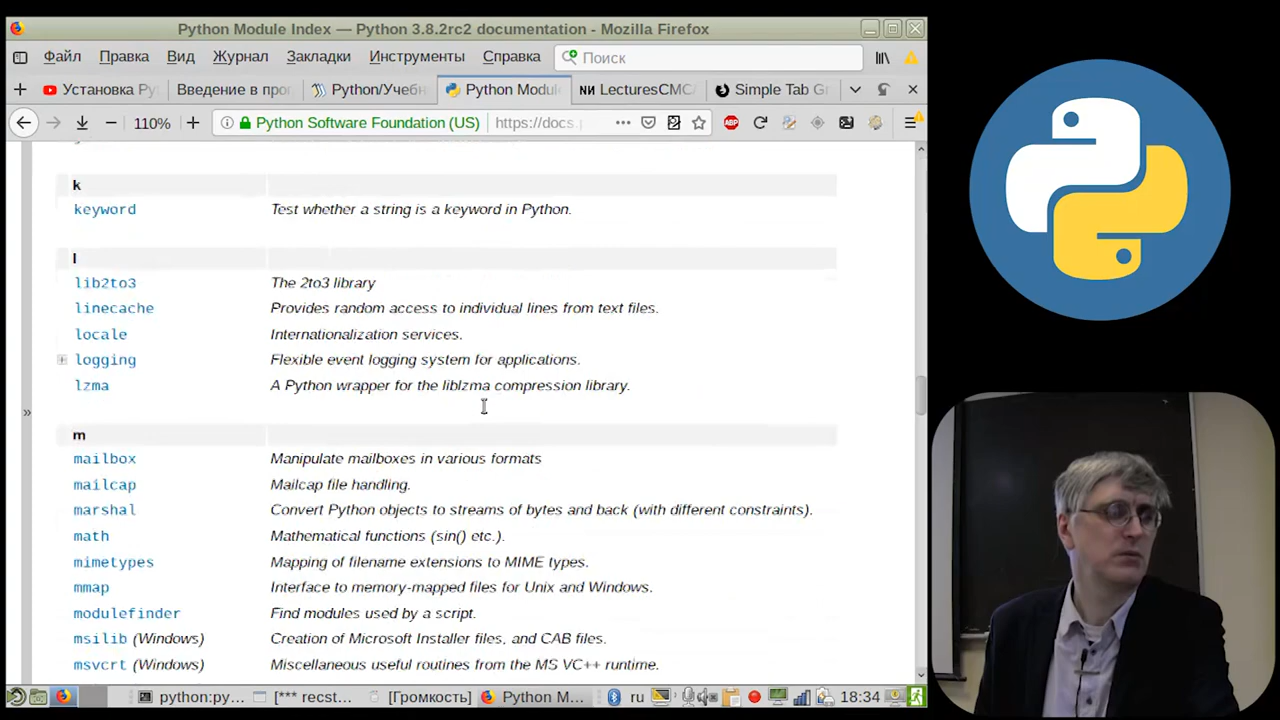 Python Module Index — Python 3.8.2rc2 documentation - Mozilla Firefox
Файл Правка Вид Журнал Закладки Инструменты Справка Поиск
Установка Py Введение в про Python/Учеб Python Modul LecturesCMC Simple Tab Gr
110% Python Software Foundation (US) https://docs.p ABP
k
keyword Test whether a string is a keyword in Python.
l
lib2to3 The 2to3 library
linecache Provides random access to individual lines from text files.
locale Internationalization services.
logging Flexible event logging system for applications.
lzma A Python wrapper for the liblzma compression library.
m
mailbox Manipulate mailboxes in various formats
mailcap Mailcap file handling.
marshal Convert Python objects to streams of bytes and back (with different constraints).
math Mathematical functions (sin() etc.).
mimetypes Mapping of filename extensions to MIME types.
mmap Interface to memory-mapped files for Unix and Windows.
modulefinder Find modules used by a script.
msilib (Windows) Creation of Microsoft Installer files, and CAB files.
msvcrt (Windows) Miscellaneous useful routines from the MS VC++ runtime.
python:py... [*** recst... [Громкость] Python M... ru 18:34